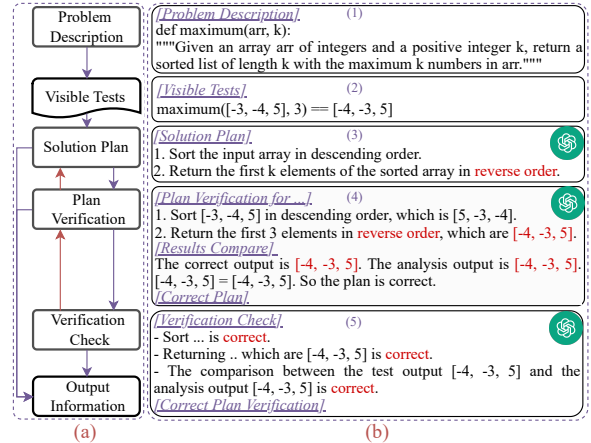 Problem
Description
Visible Tests
Solution Plan
Plan
Verification
Verification
Check
Output
Information
(a)
[Problem Description] (1)
def maximum(arr, k):
"""Given an array arr of integers and a positive integer k, return a
sorted list of length k with the maximum k numbers in arr."""
[Visible Tests] (2)
maximum([-3, -4, 5], 3) == [-4, -3, 5]
[Solution Plan] (3)
1. Sort the input array in descending order.
2. Return the first k elements of the sorted array in reverse order.
[Plan Verification for ...] (4)
1. Sort [-3, -4, 5] in descending order, which is [5, -3, -4].
2. Return the first 3 elements in reverse order, which are [-4, -3, 5].
[Results Compare]
The correct output is [-4, -3, 5]. The analysis output is [-4, -3, 5].
[-4, -3, 5] = [-4, -3, 5]. So the plan is correct.
[Correct Plan]
[Verification Check] (5)
- Sort ... is correct.
- Returning .. which are [-4, -3, 5] is correct.
- The comparison between the test output [-4, -3, 5] and the
analysis output [-4, -3, 5] is correct.
[Correct Plan Verification]
(b)